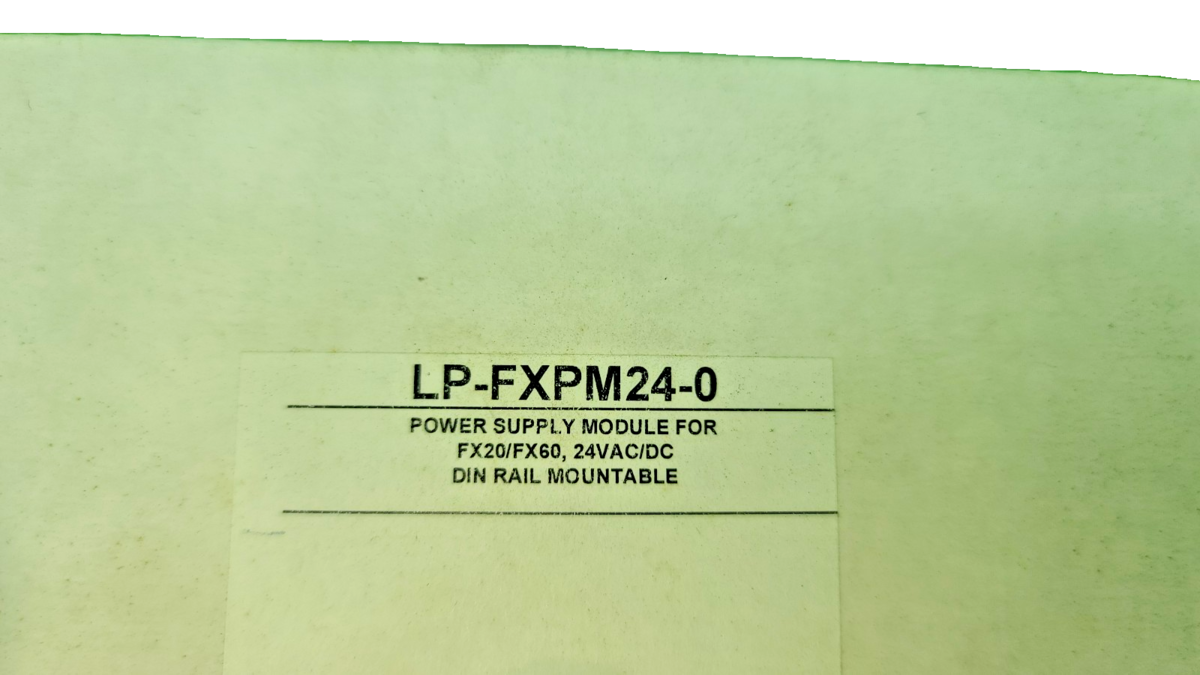 LP-FXPM24-0
POWER SUPPLY MODULE FOR
FX20/FX60, 24VAC/DC
DIN RAIL MOUNTABLE